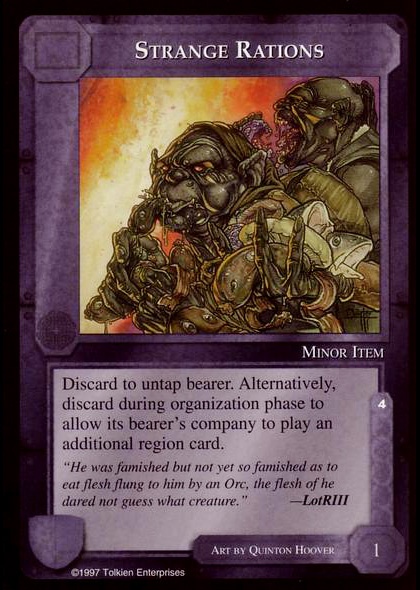 STRANGE RATIONS
MINOR ITEM
Discard to untap bearer. Alternatively,
discard during organization phase to
allow its bearer's company to play an
additional region card.
4
“He was famished but not yet so famished as to
eat flesh flung to him by an Orc, the flesh of he
dared not guess what creature.” —LotRIII
ART BY QUINTON HOOVER
1
©1997 Tolkien Enterprises